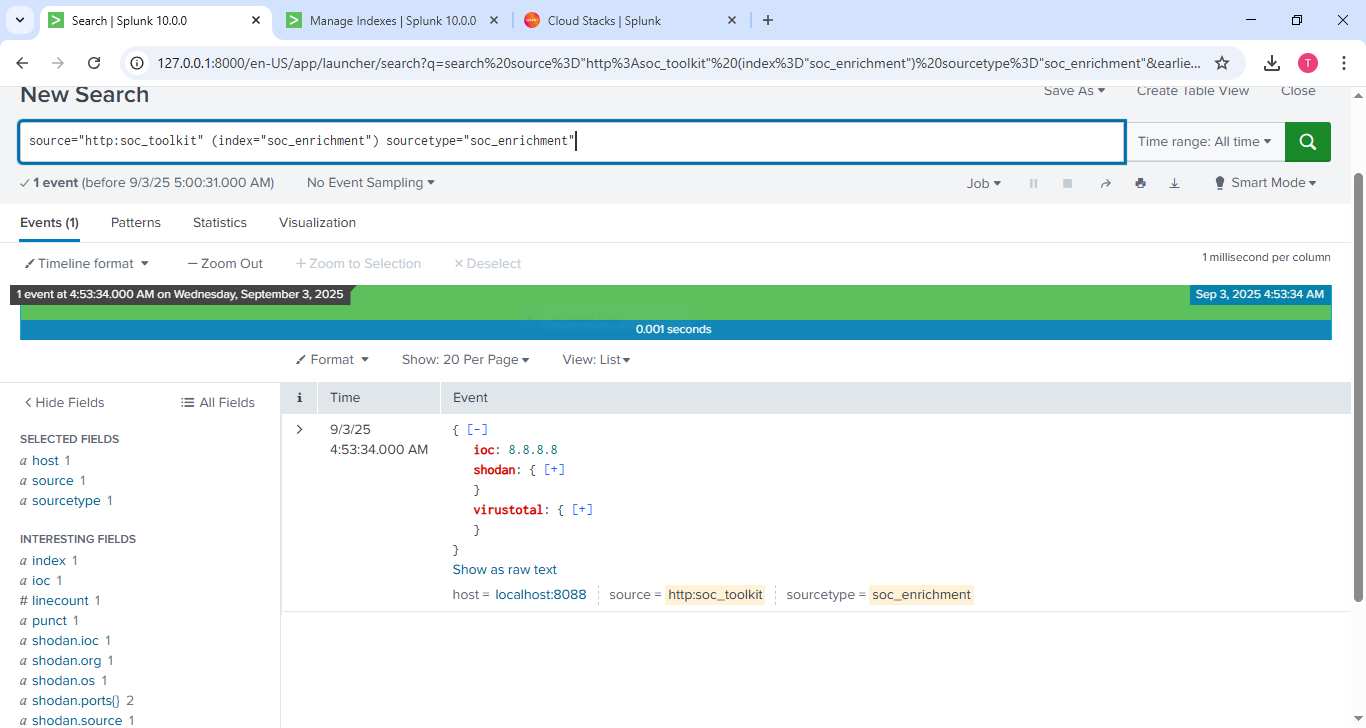 Search | Splunk 10.0.0
Manage Indexes | Splunk 10.0.0
Cloud Stacks | Splunk
127.0.0.1:8000/en-US/app/launcher/search?q=search%20source%3D"http%3Asoc_toolkit"%20(index%3D"soc_enrichment")%20sourcetype%3D"soc_enrichment"&earlie...
T
New Search
Save As
Create Table View
Close
source="http:soc_toolkit" (index="soc_enrichment") sourcetype="soc_enrichment"
Time range: All time
1 event (before 9/3/25 5:00:31.000 AM)
No Event Sampling
Job
Smart Mode
Events (1)
Patterns
Statistics
Visualization
Timeline format
— Zoom Out
+ Zoom to Selection
× Deselect
1 millisecond per column
1 event at 4:53:34.000 AM on Wednesday, September 3, 2025
Sep 3, 2025 4:53:34 AM
0.001 seconds
Format
Show: 20 Per Page
View: List
< Hide Fields
All Fields
i
Time
Event
SELECTED FIELDS
a host 1
a source 1
a sourcetype 1
INTERESTING FIELDS
a index 1
a ioc 1
# linecount 1
a punct 1
a shodan.ioc 1
a shodan.org 1
a shodan.os 1
a shodan.ports{} 2
a shodan.source 1
>
9/3/25
4:53:34.000 AM
{ [-]
ioc: 8.8.8.8
shodan: { [+]
}
virustotal: { [+]
}
}
Show as raw text
host = localhost:8088
source = http:soc_toolkit
sourcetype = soc_enrichment